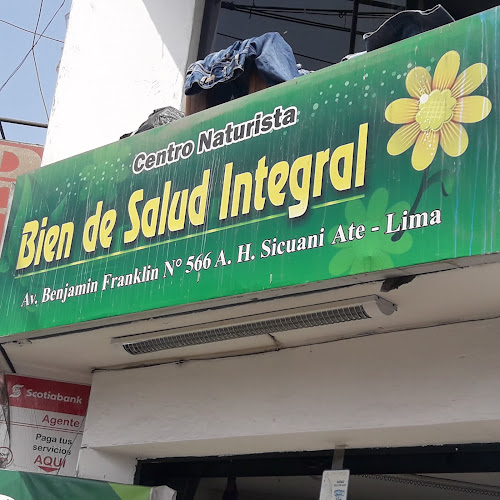 Centro Naturista
Bien de Salud Integral
Av. Benjamin Franklin N° 566 A. H. Sicuani Ate - Lima
Scotiabank
Agente
Paga tus
servicios
AQUÍ